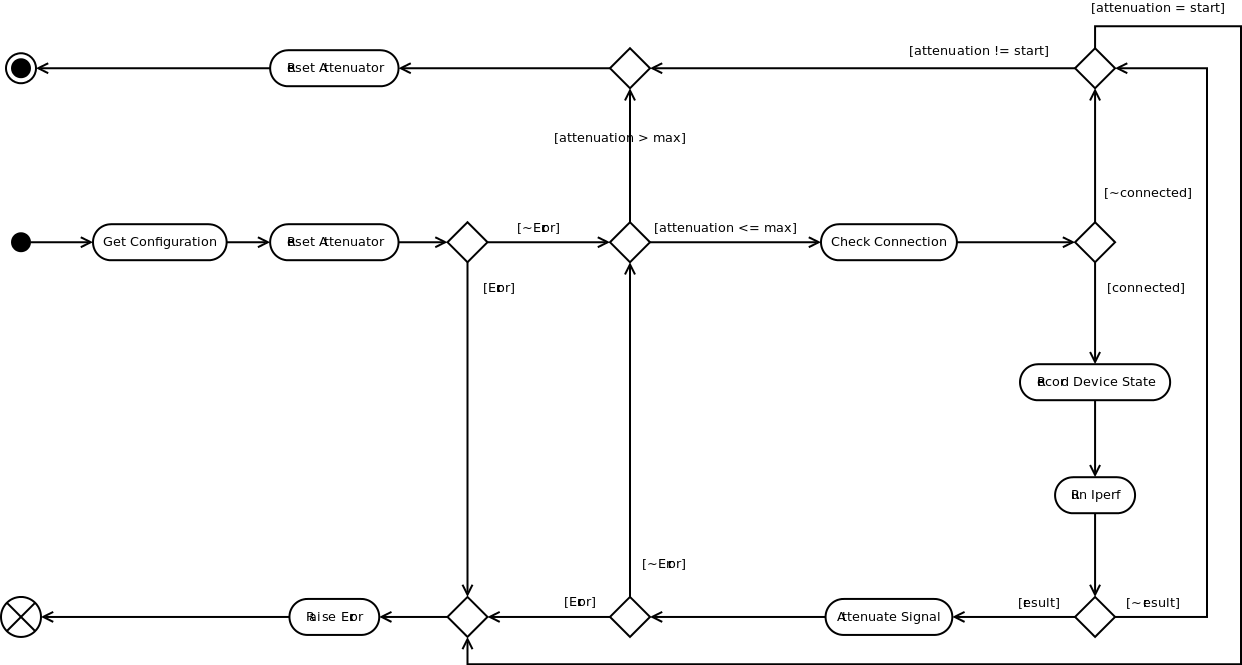 [attenuation = start]
[attenuation != start]
Reset Attenuator
[attenuation > max]
[~connected]
[~Error]
[attenuation <= max]
Get Configuration
Reset Attenuator
Check Connection
[Error]
[connected]
Record Device State
Run Iperf
[~Error]
[Error]
[result]
[~result]
Raise Error
Attenuate Signal